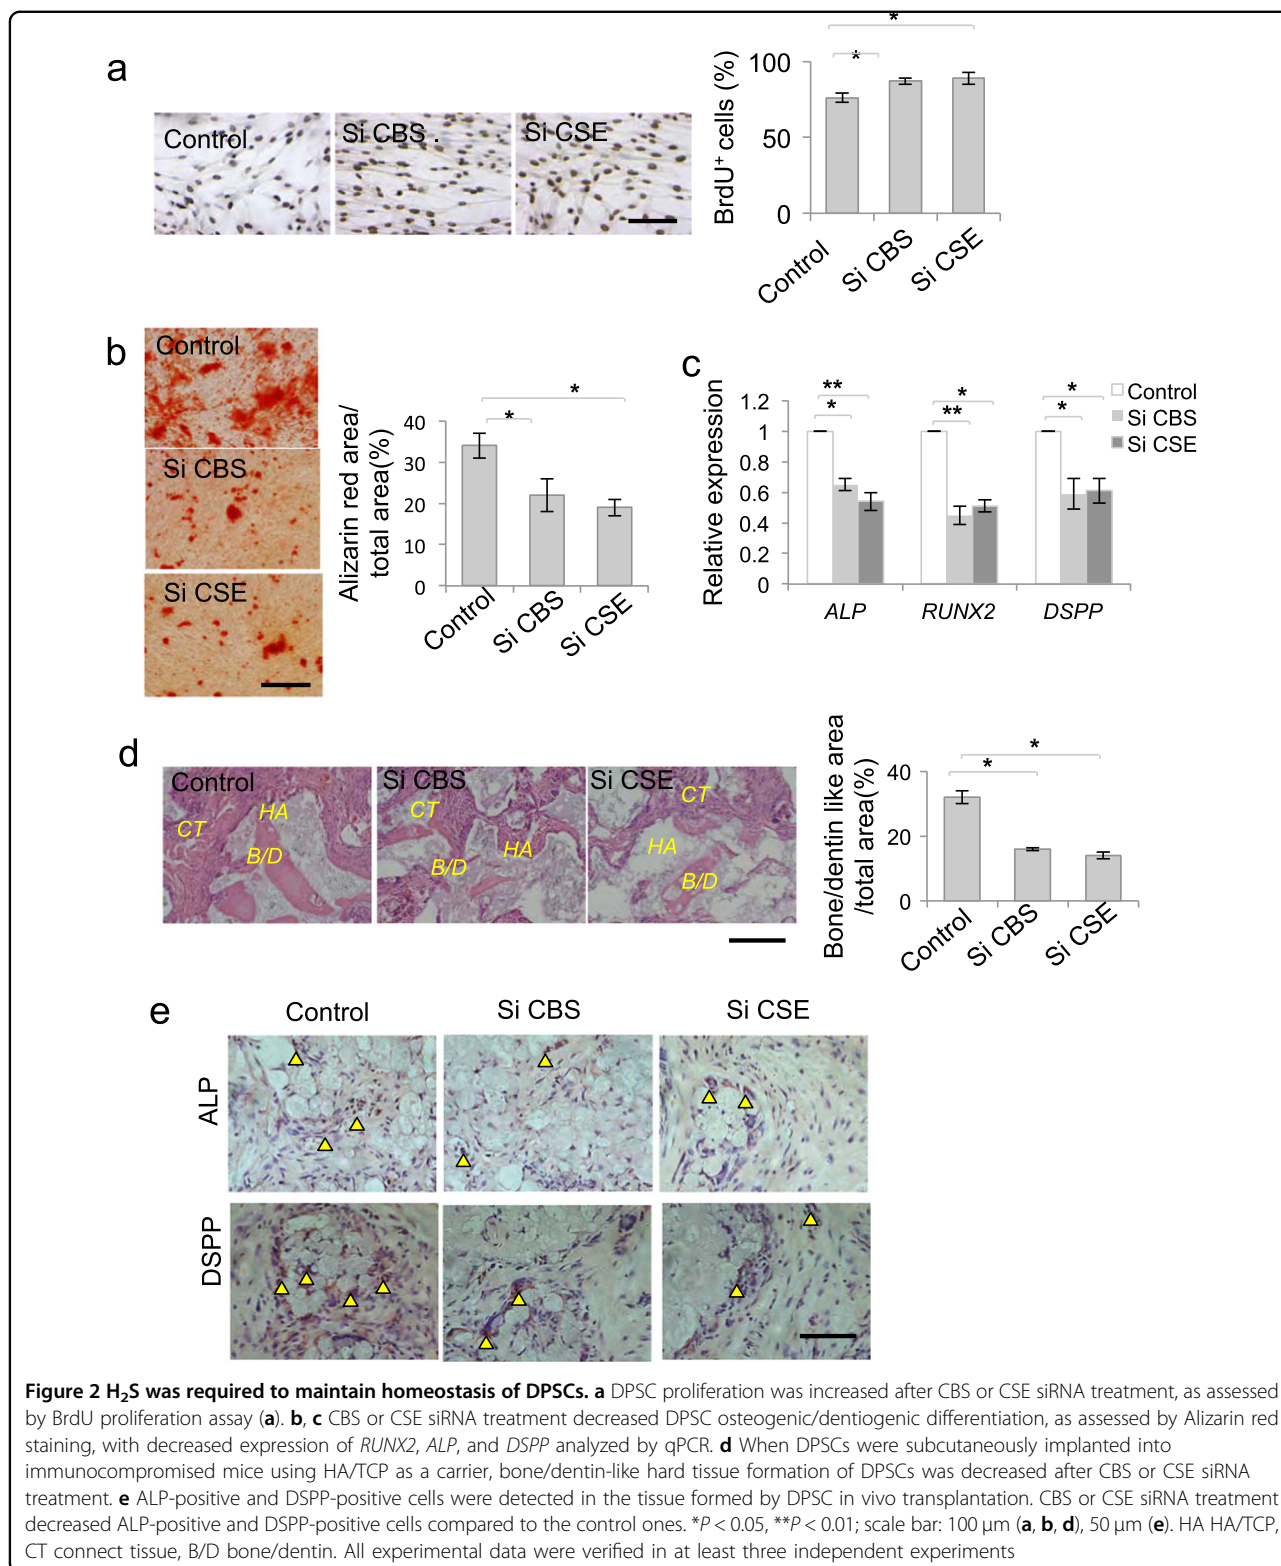 a
Control
Si CBS .
Si CSE
BrdU+ cells (%)
100
50
0
*
*
Control
Si CBS
Si CSE
b
Control
Si CBS
Si CSE
Alizarin red area/
total area(%)
40
30
20
10
0
*
*
Control
Si CBS
Si CSE
c
Relative expression
1.2
1
0.8
0.6
0.4
0.2
0
**
*
*
**
*
*
Control
Si CBS
Si CSE
ALP
RUNX2
DSPP
d
Control
CT
HA
B/D
Si CBS
CT
B/D
HA
Si CSE
CT
HA
B/D
Bone/dentin like area
/total area(%)
40
20
0
*
*
Control
Si CBS
Si CSE
e
Control
Si CBS
Si CSE
ALP
DSPP
Figure 2 H2S was required to maintain homeostasis of DPSCs. a DPSC proliferation was increased after CBS or CSE siRNA treatment, as assessed
by BrdU proliferation assay (a). b, c CBS or CSE siRNA treatment decreased DPSC osteogenic/dentiogenic differentiation, as assessed by Alizarin red
staining, with decreased expression of RUNX2, ALP, and DSPP analyzed by qPCR. d When DPSCs were subcutaneously implanted into
immunocompromised mice using HA/TCP as a carrier, bone/dentin-like hard tissue formation of DPSCs was decreased after CBS or CSE siRNA
treatment. e ALP-positive and DSPP-positive cells were detected in the tissue formed by DPSC in vivo transplantation. CBS or CSE siRNA treatment
decreased ALP-positive and DSPP-positive cells compared to the control ones. *P < 0.05, **P < 0.01; scale bar: 100 μm (a, b, d), 50 μm (e). HA HA/TCP,
CT connect tissue, B/D bone/dentin. All experimental data were verified in at least three independent experiments